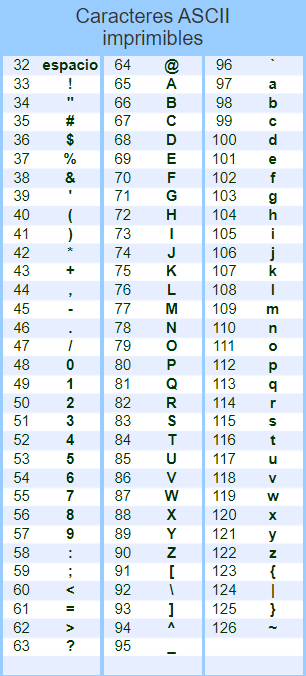 Caracteres ASCII
imprimibles
32 espacio 64 @ 96 `
33 ! 65 A 97 a
34 " 66 B 98 b
35 # 67 C 99 c
36 $ 68 D 100 d
37 % 69 E 101 e
38 & 70 F 102 f
39 ' 71 G 103 g
40 ( 72 H 104 h
41 ) 73 I 105 i
42 * 74 J 106 j
43 + 75 K 107 k
44 , 76 L 108 l
45 - 77 M 109 m
46 . 78 N 110 n
47 / 79 O 111 o
48 0 80 P 112 p
49 1 81 Q 113 q
50 2 82 R 114 r
51 3 83 S 115 s
52 4 84 T 116 t
53 5 85 U 117 u
54 6 86 V 118 v
55 7 87 W 119 w
56 8 88 X 120 x
57 9 89 Y 121 y
58 : 90 Z 122 z
59 ; 91 [ 123 {
60 < 92 \ 124 |
61 = 93 ] 125 }
62 > 94 ^ 126 ~
63 ? 95 _